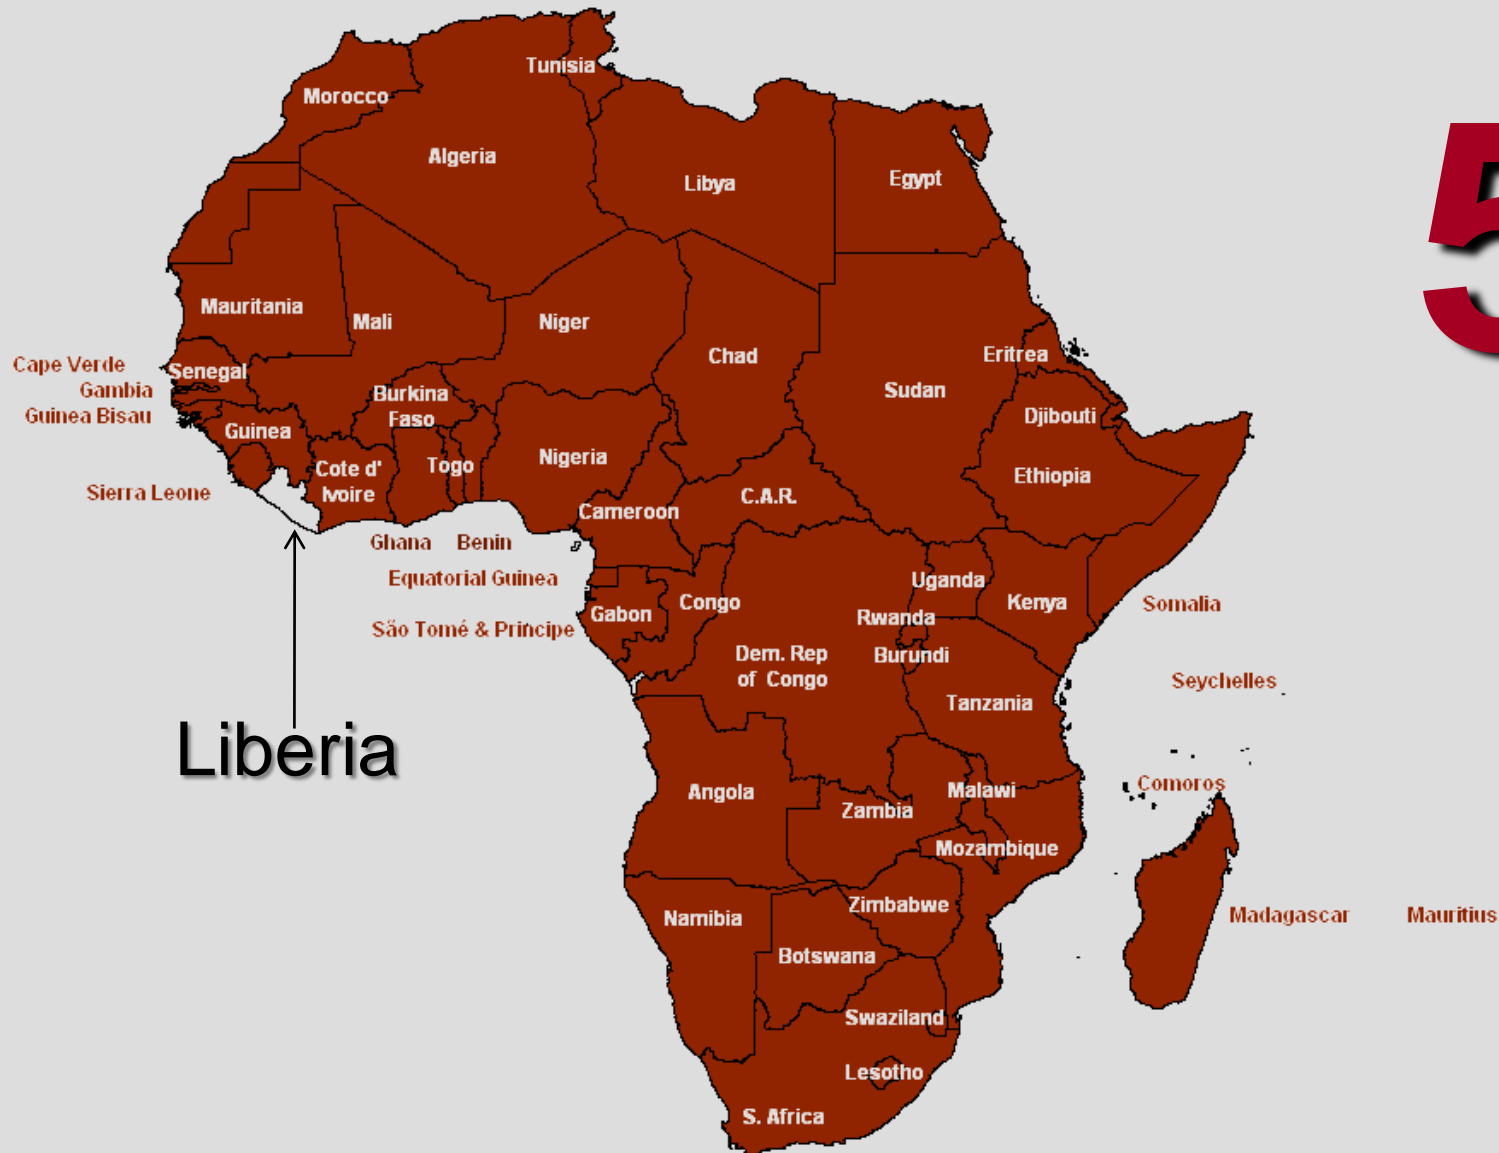 Tunisia
Morocco
Algeria
Libya
Egypt
5
Mauritania
Mali
Niger
Chad
Eritrea
Cape Verde
Senegal
Gambia
Burkina
Faso
Sudan
Guinea Bisau
Djibouti
Guinea
Cote d'
Ivoire
Togo
Nigeria
Ethiopia
Sierra Leone
C.A.R.
Cameroon
Ghana
Benin
Equatorial Guinea
Uganda
Gabon
Congo
Kenya
Somalia
Rwanda
São Tomé & Principe
Dem. Rep
of Congo
Burundi
Seychelles
Tanzania
Liberia
Angola
Malawi
Comoros
Zambia
Mozambique
Zimbabwe
Namibia
Madagascar
Mauritius
Botswana
Swaziland
Lesotho
S. Africa